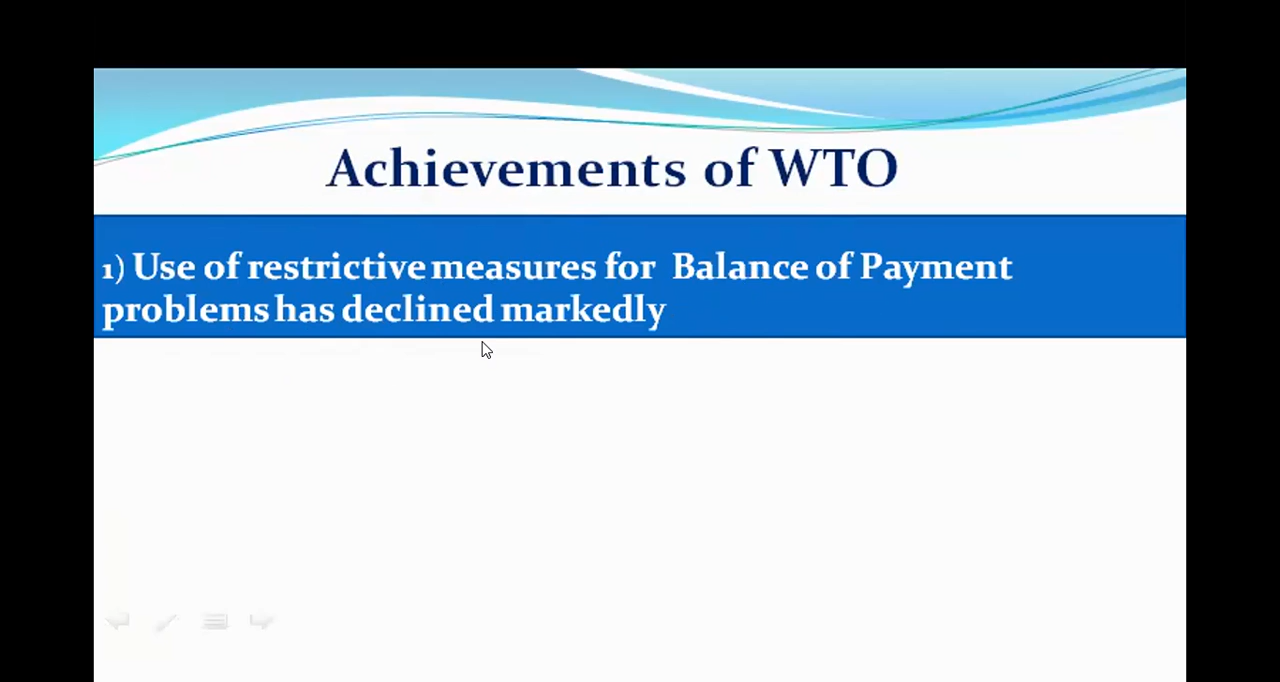 Achievements of WTO
1) Use of restrictive measures for Balance of Payment
problems has declined markedly